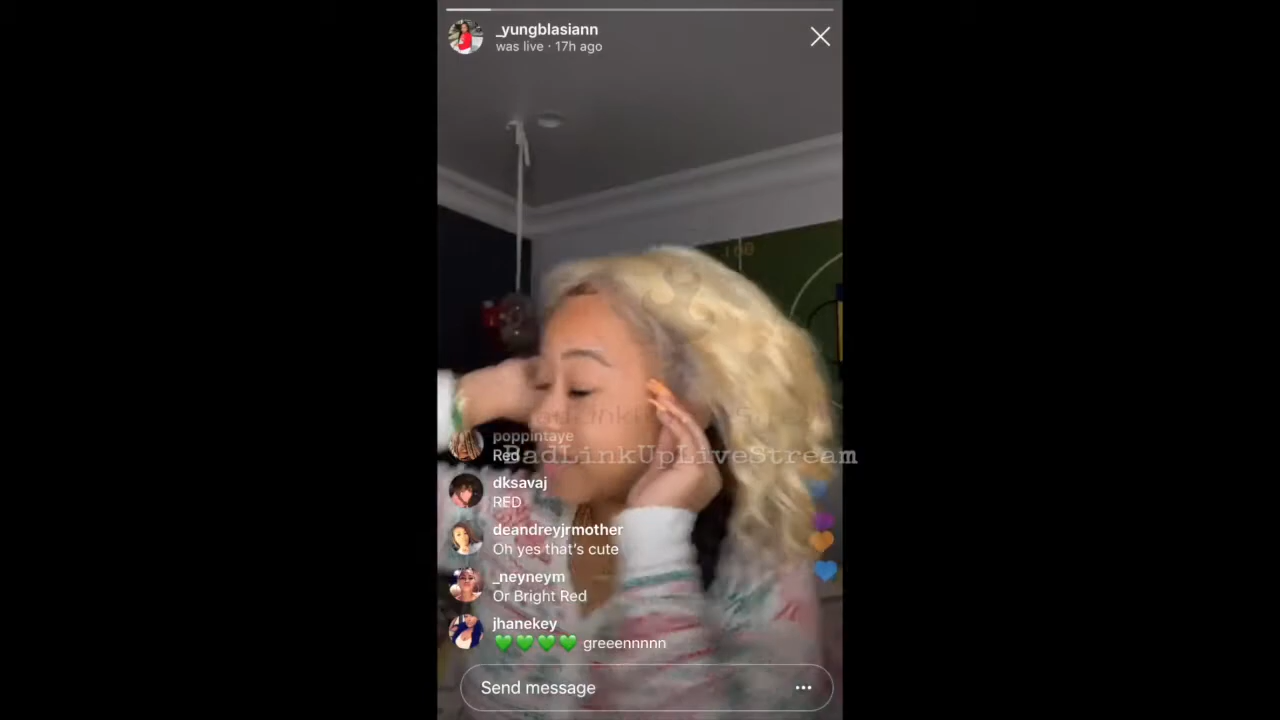 _yungblasiann
was live · 17h ago
poppintaye
Red
BadLinkUpLiveStream
dksavaj
RED
deandreyjrmother
Oh yes that's cute
_neyneym
Or Bright Red
jhanekey
💚💚💚💚 greeennnnn
Send message